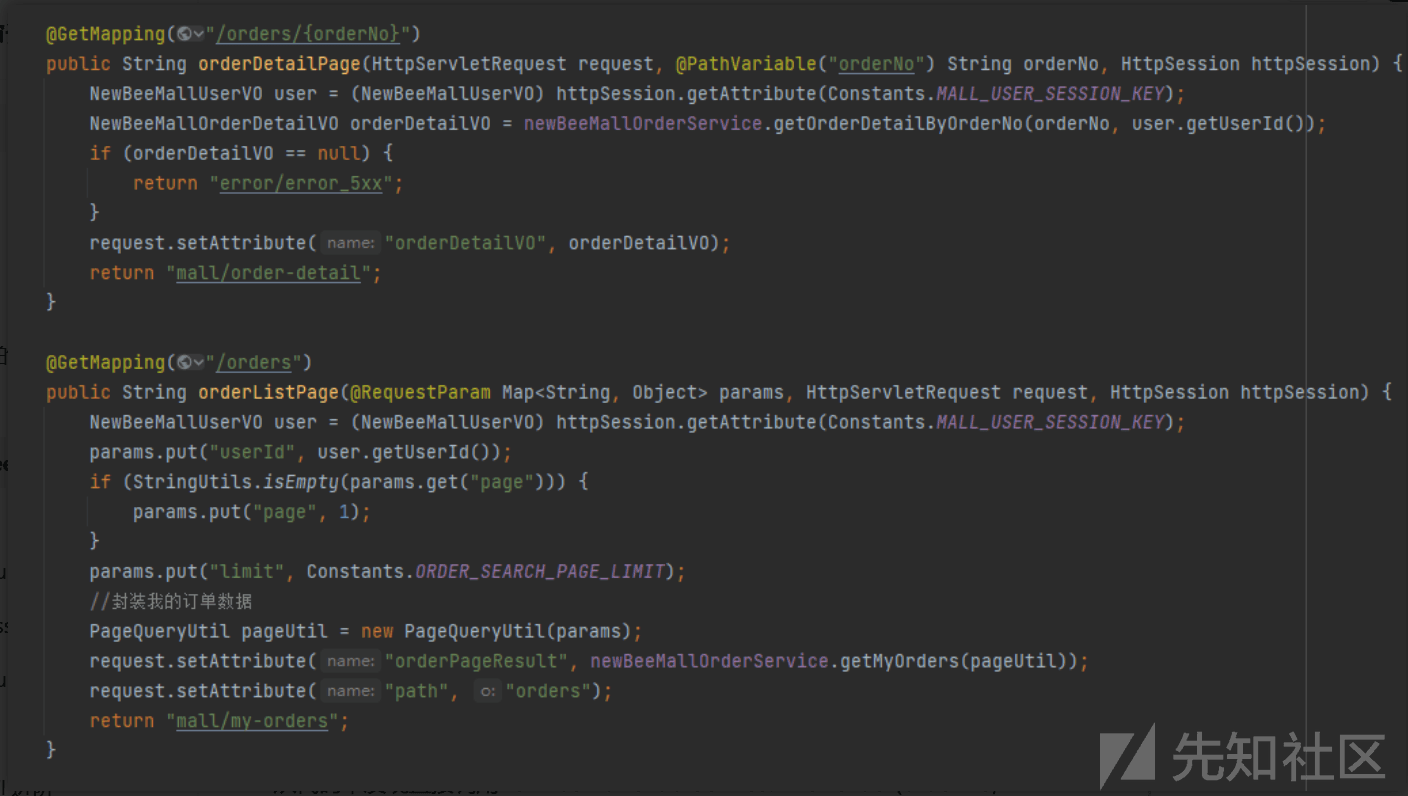 @GetMapping("/orders/{orderNo}")
public String orderDetailPage(HttpServletRequest request, @PathVariable("orderNo") String orderNo, HttpSession httpSession) {
    NewBeeMallUserVO user = (NewBeeMallUserVO) httpSession.getAttribute(Constants.MALL_USER_SESSION_KEY);
    NewBeeMallOrderDetailVO orderDetailVO = newBeeMallOrderService.getOrderDetailByOrderNo(orderNo, user.getUserId());
    if (orderDetailVO == null) {
        return "error/error_5xx";
    }
    request.setAttribute( name: "orderDetailVO", orderDetailVO);
    return "mall/order-detail";
}
@GetMapping("/orders")
public String orderListPage(@RequestParam Map<String, Object> params, HttpServletRequest request, HttpSession httpSession) {
    NewBeeMallUserVO user = (NewBeeMallUserVO) httpSession.getAttribute(Constants.MALL_USER_SESSION_KEY);
    params.put("userId", user.getUserId());
    if (StringUtils.isEmpty(params.get("page"))) {
        params.put("page", 1);
    }
    params.put("limit", Constants.ORDER_SEARCH_PAGE_LIMIT);
    //封装我的订单数据
    PageQueryUtil pageUtil = new PageQueryUtil(params);
    request.setAttribute( name: "orderPageResult", newBeeMallOrderService.getMyOrders(pageUtil));
    request.setAttribute( name: "path", o: "orders");
    return "mall/my-orders";
}
先知社区